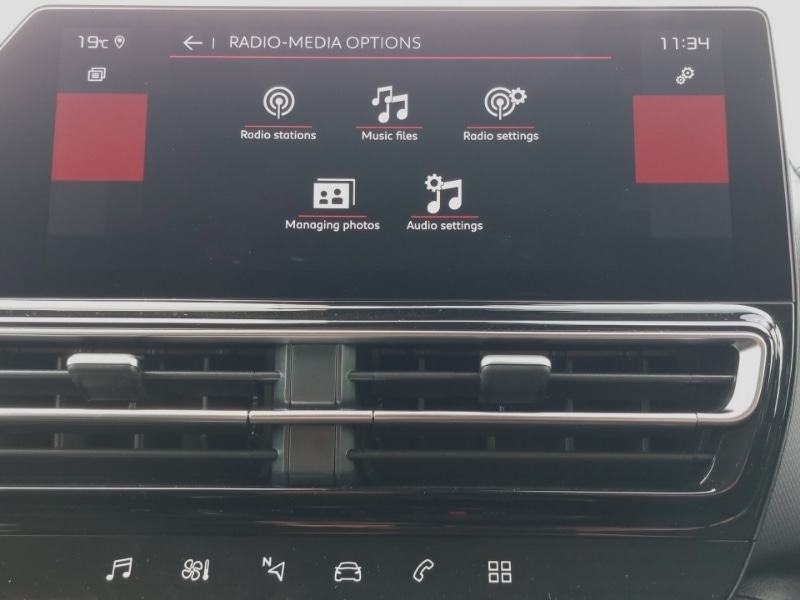 19°c
RADIO-MEDIA OPTIONS
11:34
Radio stations
Music files
Radio settings
Managing photos
Audio settings
N